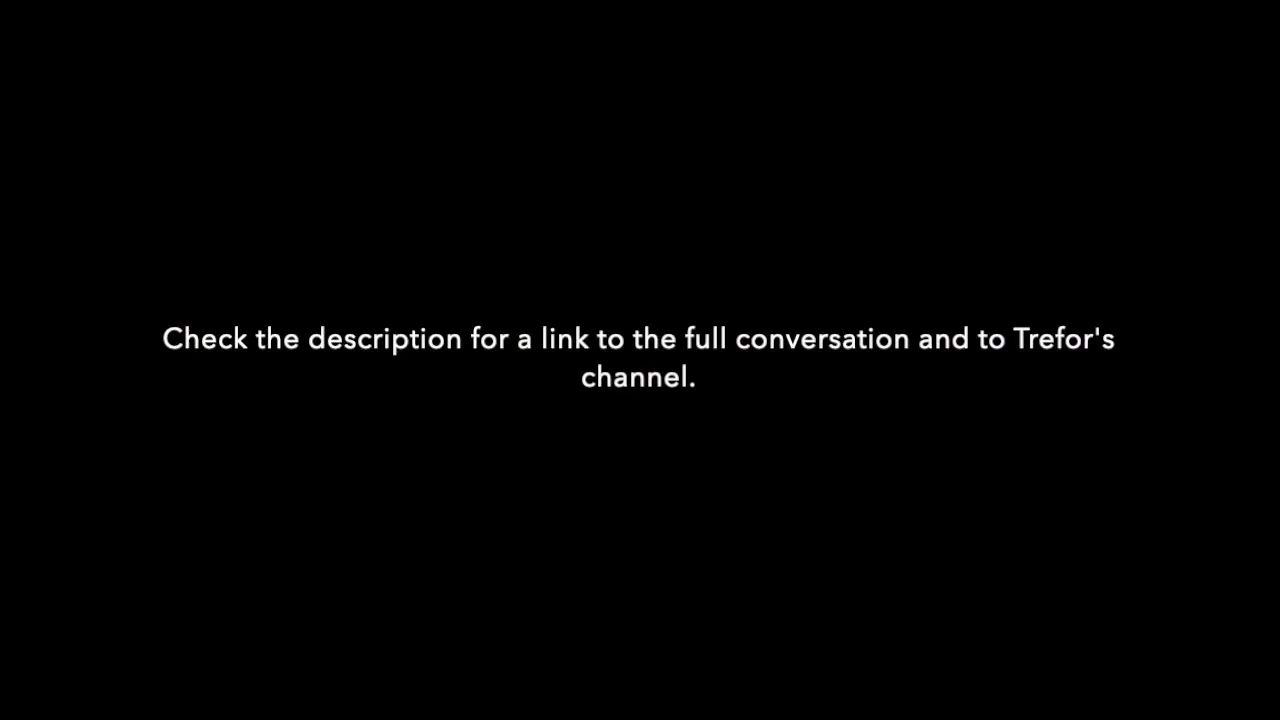 Check the description for a link to the full conversation and to Trefor's
channel.